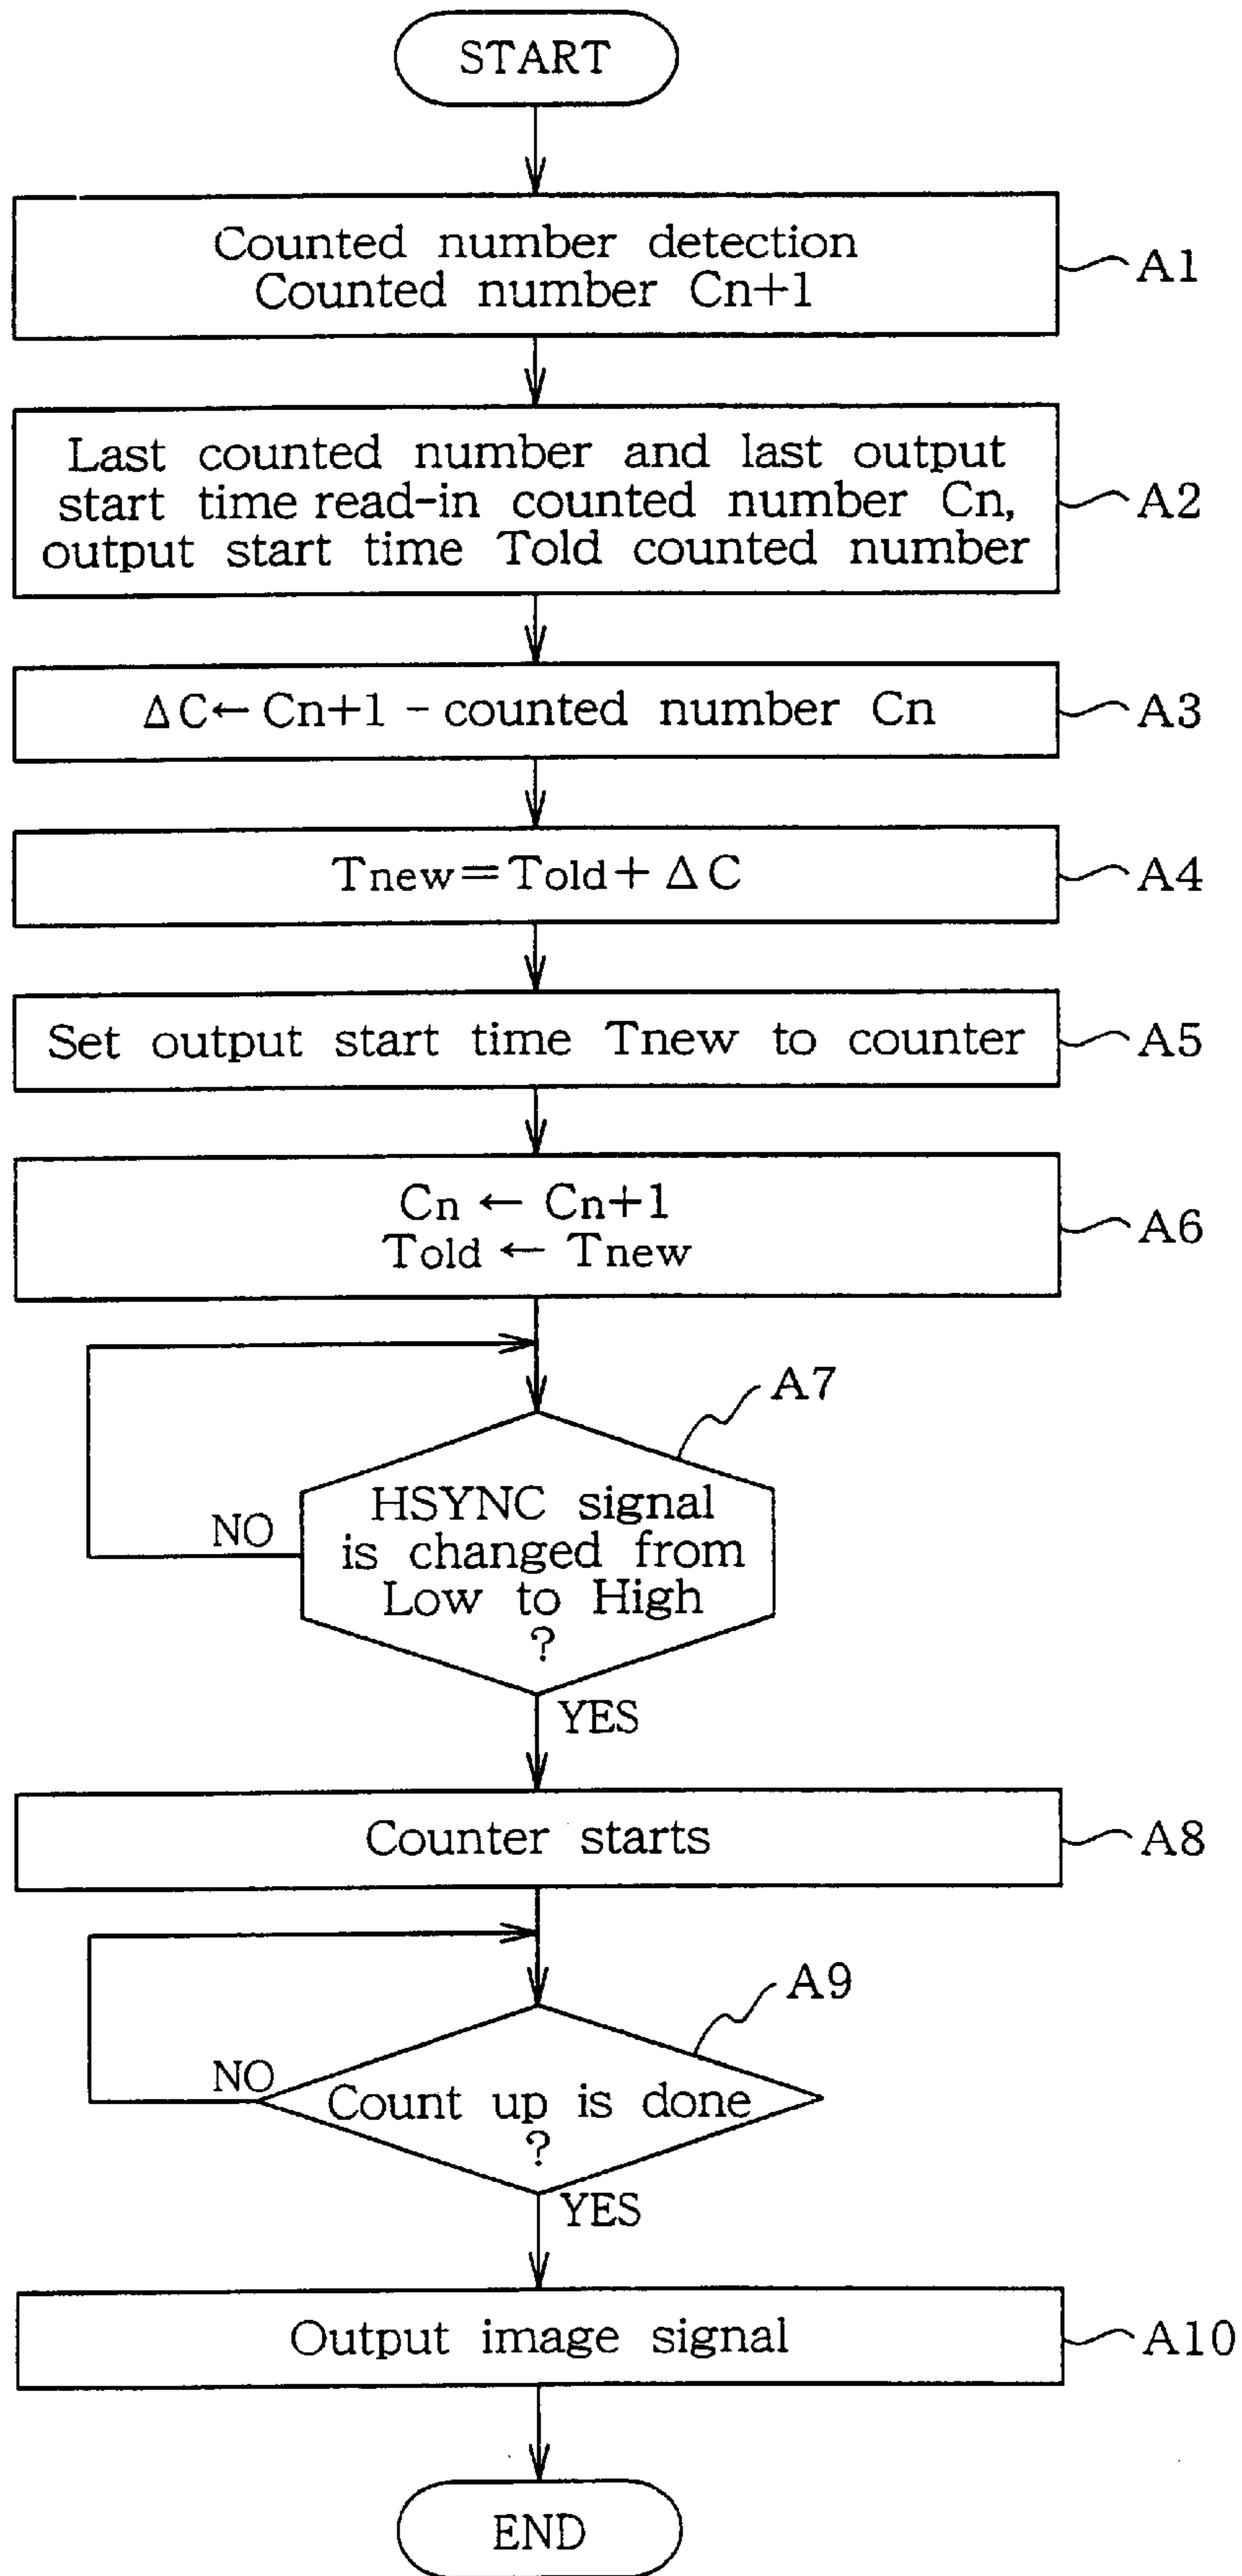 START
Counted number detection
Counted number Cn+1
A1
Last counted number and last output
start time read-in counted number Cn,
output start time Told counted number
A2
ΔC← Cn+1 - counted number Cn
A3
Tnew=Told+ ΔC
A4
Set output start time Tnew to counter
A5
Cn ← Cn+1
Told ← Tnew
A6
A7
HSYNC signal
is changed from
Low to High
?
NO
YES
Counter starts
A8
A9
NO
Count up is done
?
YES
Output image signal
A10
END